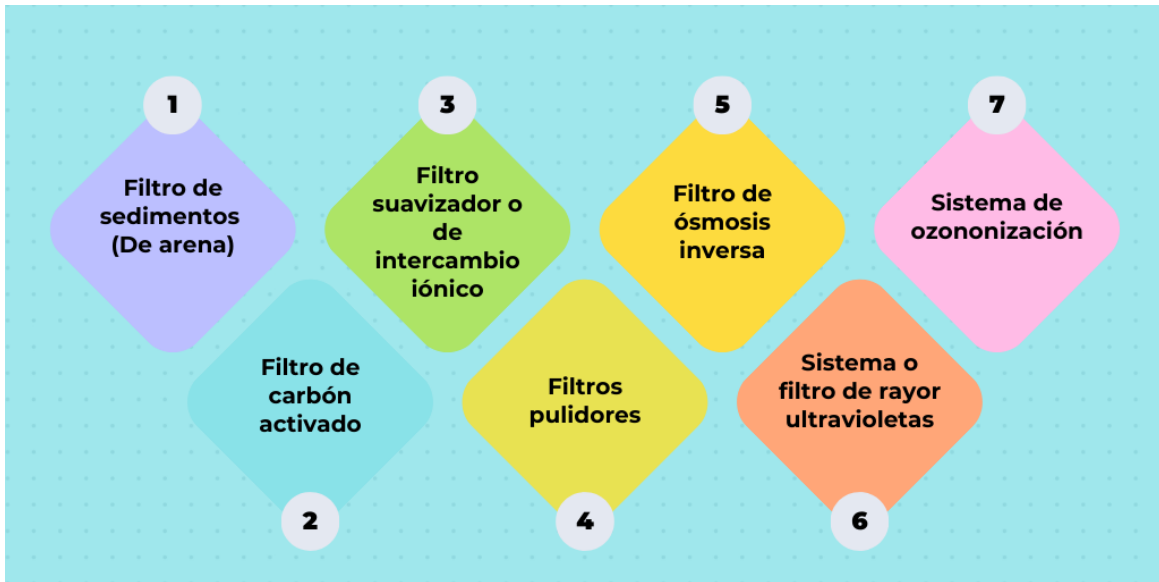 1
Filtro de
sedimentos
(De arena)
2
Filtro de
carbón
activado
3
Filtro
suavizador o
de
intercambio
iónico
4
Filtros
pulidores
5
Filtro de
ósmosis
inversa
6
Sistema o
filtro de rayor
ultravioletas
7
Sistema de
ozononización